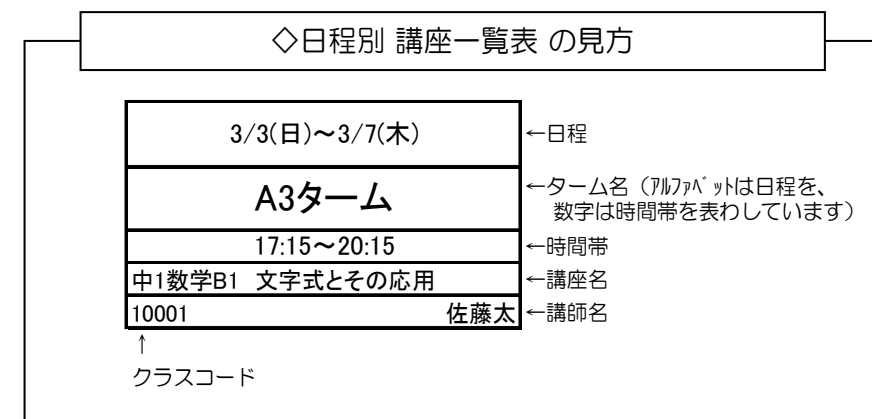 ◇日程別 講座一覧表 の見方
3/3(日)～3/7(木)
←日程
A3ターム
←ターム名（ｱﾙﾌｧﾍﾞｯﾄは日程を、
数字は時間帯を表わしています）
17:15～20:15
←時間帯
中1数学B1 文字式とその応用
←講座名
10001 佐藤太
←講師名
↑
クラスコード